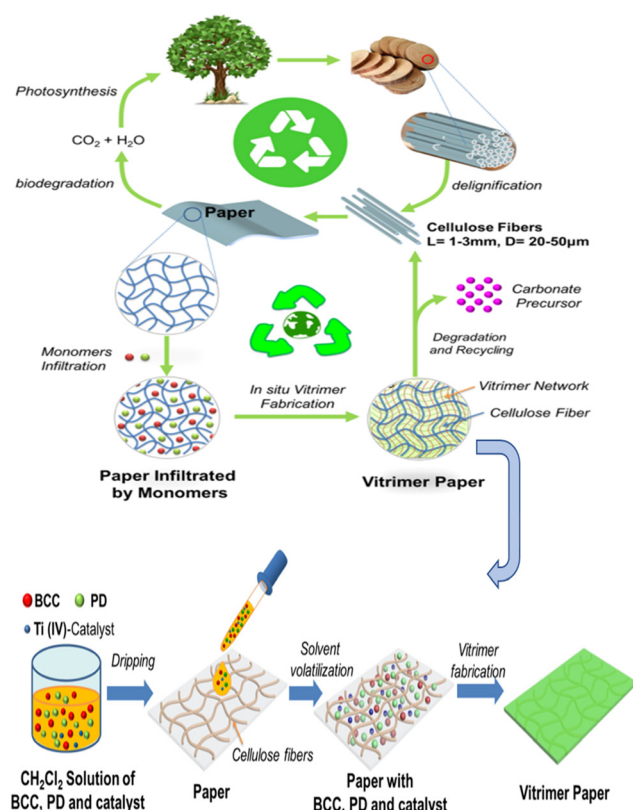 Photosynthesis
CO₂ + H₂O
biodegradation
delignification
Paper
Cellulose Fibers
L= 1-3mm, D= 20-50μm
Carbonate
Precursor
Degradation
and Recycling
Monomers
Infiltration
In situ Vitrimer
Fabrication
Vitrimer Network
Cellulose Fiber
Paper Infiltrated
by Monomers
Vitrimer Paper
BCC PD
Ti (IV)-Catalyst
Dripping
Solvent
volatilization
Vitrimer
fabrication
Cellulose fibers
CH₂Cl₂ Solution of
BCC, PD and catalyst
Paper
Paper with
BCC, PD and catalyst
Vitrimer Paper